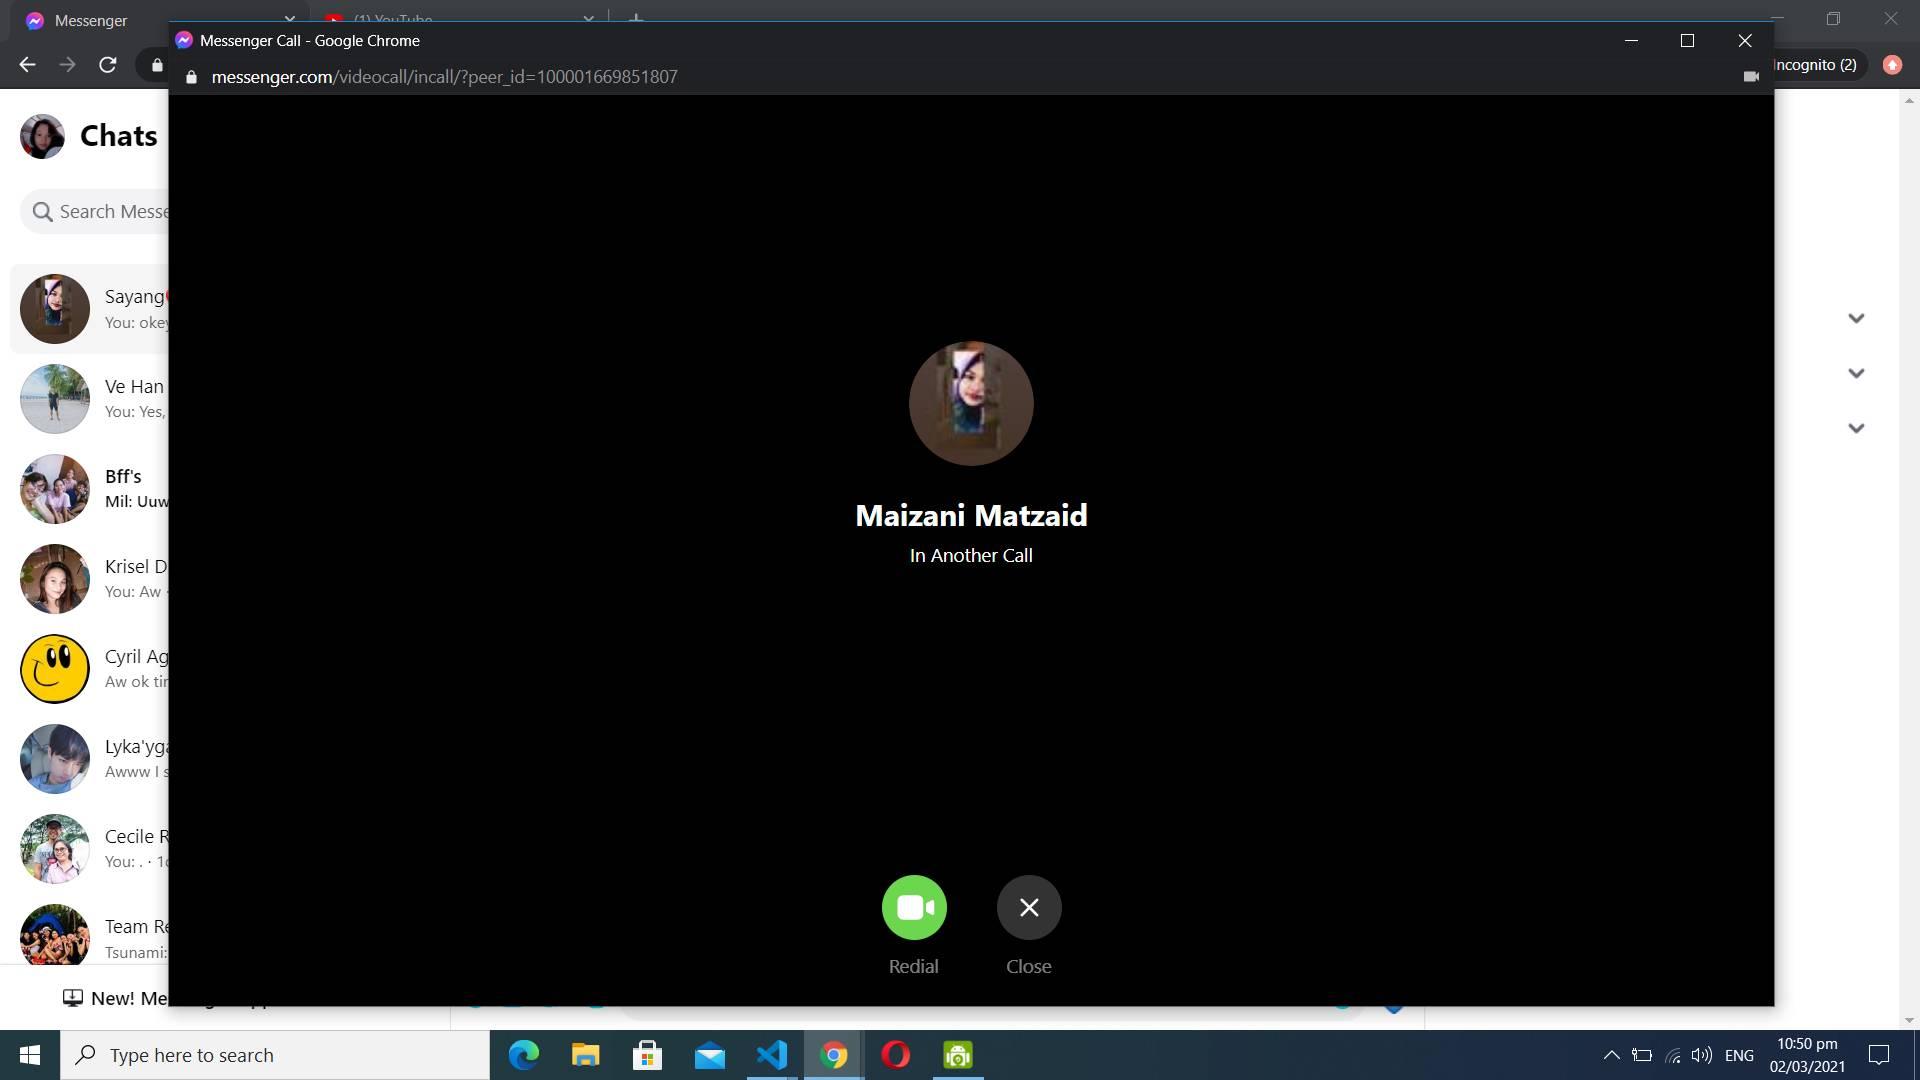 Messenger
(1) YouTube
Messenger Call - Google Chrome
messenger.com/videocall/incall/?peer_id=100001669851807
Incognito (2)
Chats
Search Messe
Sayang
You: okey
Ve Han
You: Yes,
Bff's
Mil: Uuw
Krisel D
You: Aw
Cyril Ag
Aw ok tir
Lyka'yga
Awww I s
Cecile R
You: . · 1
Team Re
Tsunami:
New! Me
Maizani Matzaid
In Another Call
Redial
Close
Type here to search
ENG
10:50 pm
02/03/2021